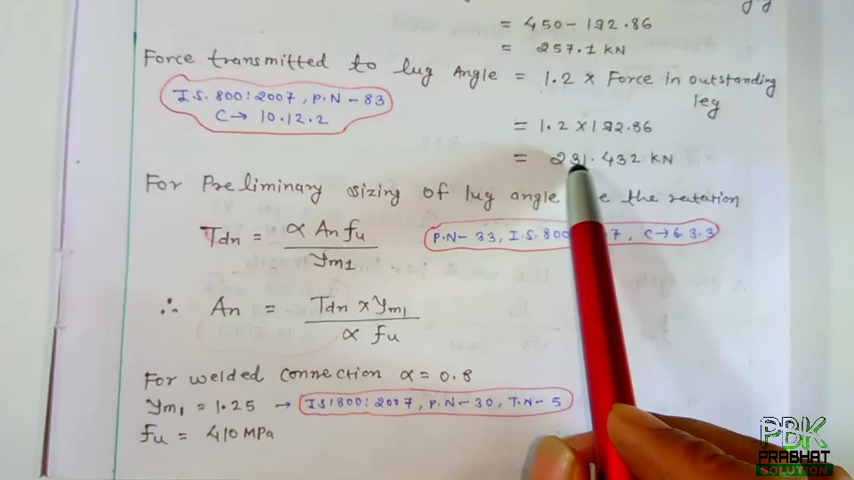 = 450 - 192.86
= 257.1 KN
Force transmitted to lug Angle = 1.2 × Force in outstanding leg
I.S. 800:2007, P.N-83
C→ 10.12.2
= 1.2 × 192.86
= 231.432 KN
For Preliminary sizing of lug angle the rutation
Tdn = α An fu / γm1
P.N-33, I.S. 800 7, C→6.3.3
∴ An = Tdn × γm1 / α fu
For welded connection α = 0.8
γm1 = 1.25 → IS:800:2007, P.N-30, T.N-5
fu = 410 MPa
PBK
PRABHAT
SOLUTION